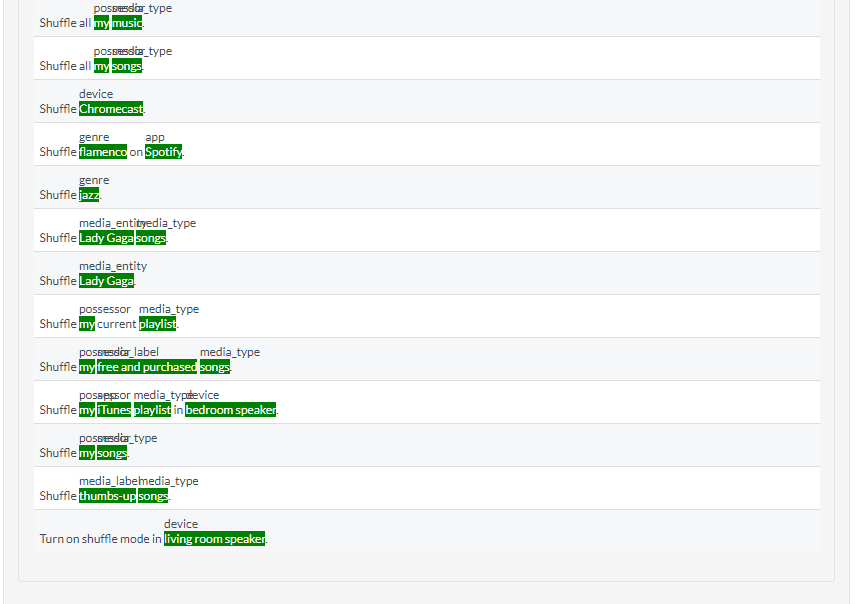 possessor media_type
Shuffle all my music.
possessor media_type
Shuffle all my songs.
device
Shuffle Chromecast.
genre app
Shuffle flamenco on Spotify.
genre
Shuffle jazz.
media_entity media_type
Shuffle Lady Gaga songs.
media_entity
Shuffle Lady Gaga.
possessor media_type
Shuffle my current playlist.
possessor media_label media_type
Shuffle my free and purchased songs.
possessor app media_type device
Shuffle my iTunes playlist in bedroom speaker.
possessor media_type
Shuffle my songs.
media_label media_type
Shuffle thumbs-up songs.
device
Turn on shuffle mode in living room speaker.